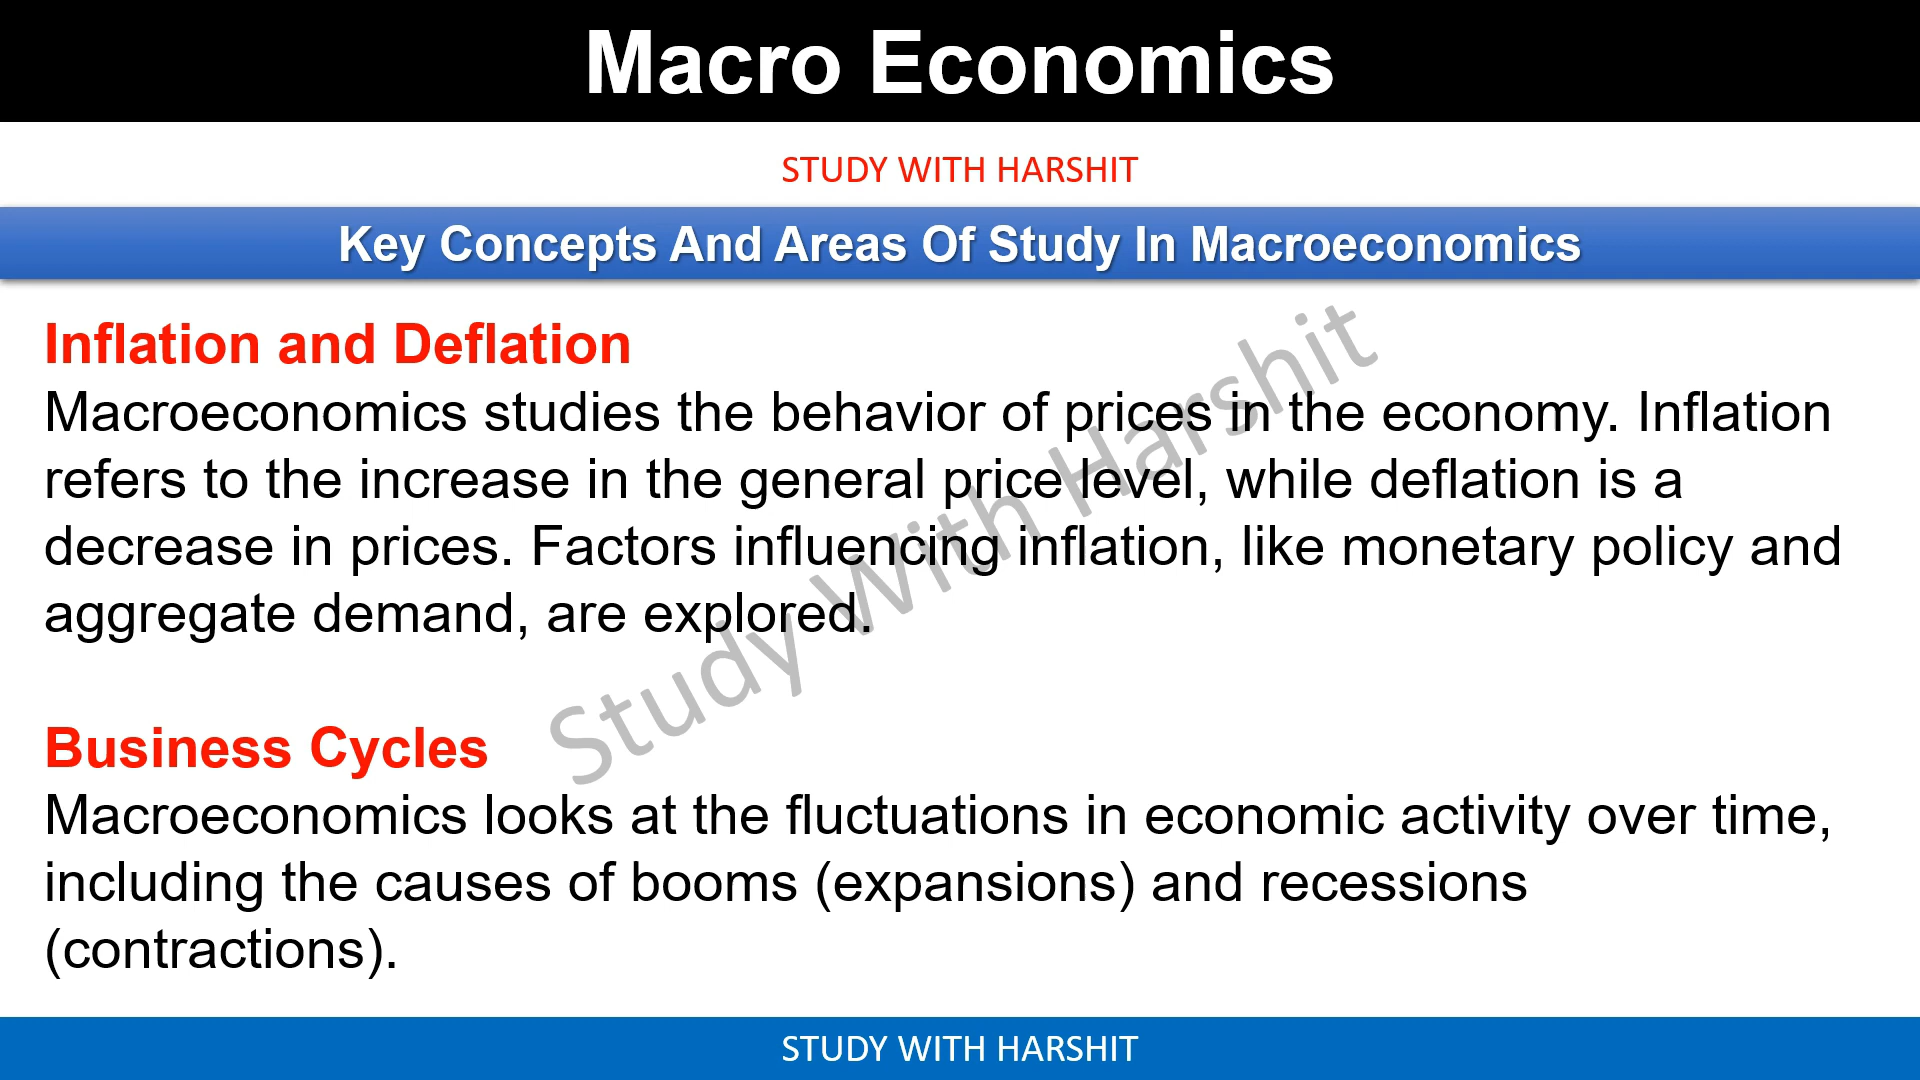 Macro Economics
STUDY WITH HARSHIT
Key Concepts And Areas Of Study In Macroeconomics
Inflation and Deflation
Macroeconomics studies the behavior of prices in the economy. Inflation
refers to the increase in the general price level, while deflation is a
decrease in prices. Factors influencing inflation, like monetary policy and
aggregate demand, are explored.
Study With Harshit
Business Cycles
Macroeconomics looks at the fluctuations in economic activity over time,
including the causes of booms (expansions) and recessions
(contractions).
STUDY WITH HARSHIT